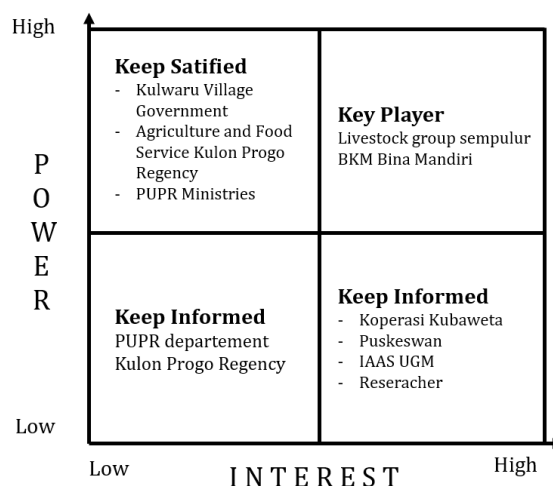 High
Keep Satified
- Kulwaru Village
Government
- Agriculture and Food
Service Kulon Progo
Regency
- PUPR Ministries
Key Player
Livestock group sempulur
BKM Bina Mandiri
POWER
Keep Informed
PUPR departement
Kulon Progo Regency
Keep Informed
- Koperasi Kubaweta
- Puskeswan
- IAAS UGM
- Reseracher
Low
Low
INTEREST
High